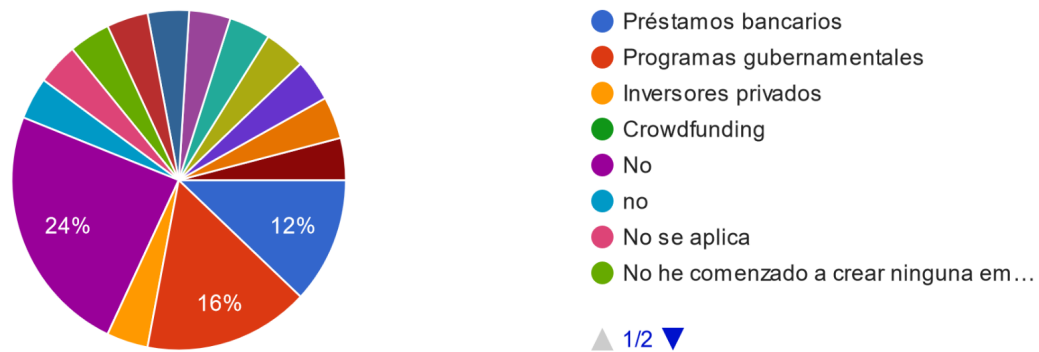 24%
12%
16%
Préstamos bancarios
Programas gubernamentales
Inversores privados
Crowdfunding
No
no
No se aplica
No he comenzado a crear ninguna em…
1/2